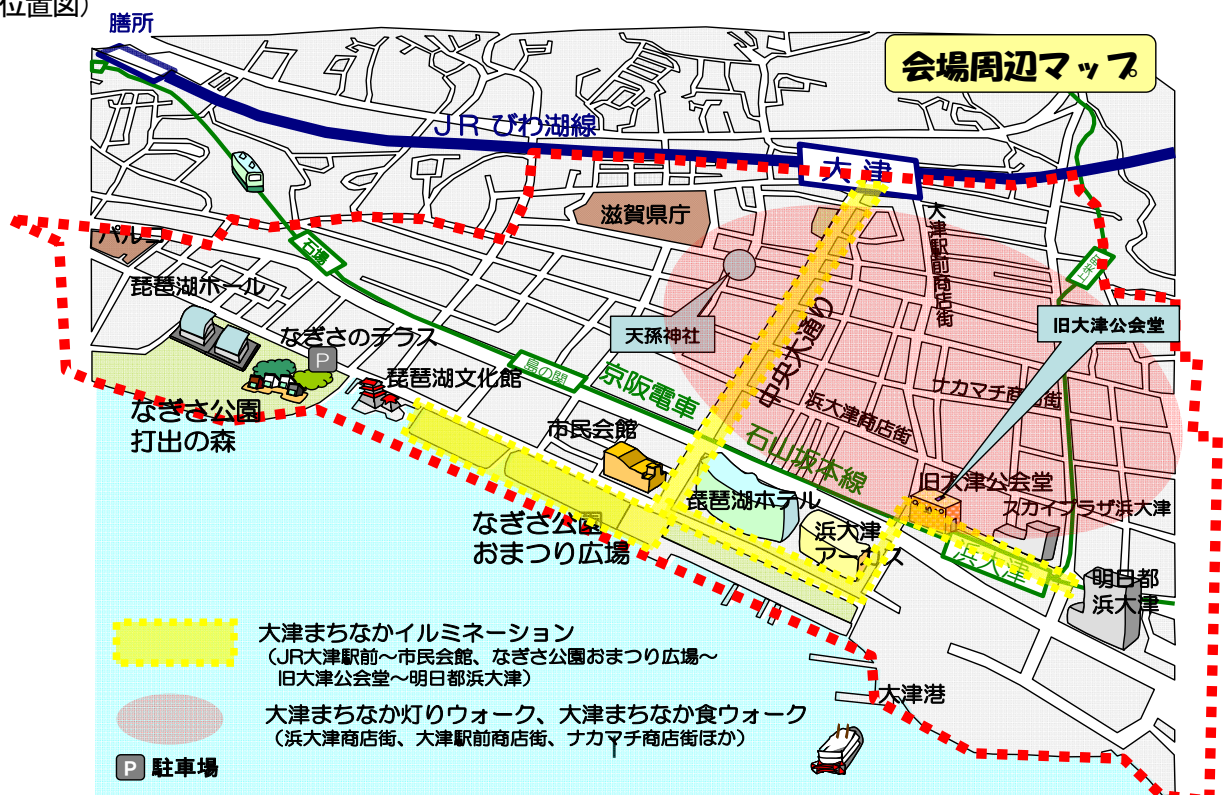 位置図）
膳所
会場周辺マップ
ＪＲ びわ湖線
大 津
滋賀県庁
大津駅前商店街
パルコ
石場
上栄町
琵琶湖ホール
天孫神社
中央大通り
旧大津公会堂
なぎさのテラス
P
島の関
京阪電車
琵琶湖文化館
ナカマチ商店街
浜大津商店街
なぎさ公園
打出の森
市民会館
石山坂本線
旧大津公会堂
琵琶湖ホテル
スカイプラザ浜大津
なぎさ公園
おまつり広場
浜大津
アーカス
浜大津
明日都
浜大津
大津まちなかイルミネーション
（JR大津駅前～市民会館、なぎさ公園おまつり広場～
旧大津公会堂～明日都浜大津）
大津港
大津まちなか灯りウォーク、大津まちなか食ウォーク
（浜大津商店街、大津駅前商店街、ナカマチ商店街ほか）
P 駐車場